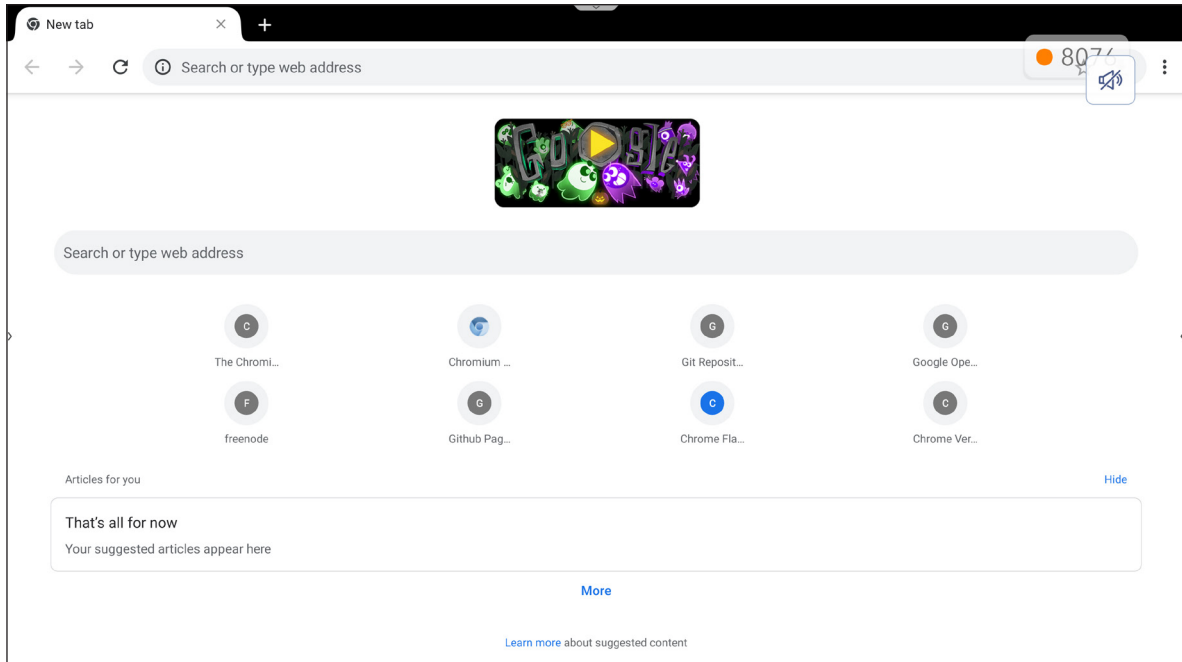 New tab
Search or type web address
8076
Google
Search or type web address
C
G
G
The Chromi...
Chromium ...
Git Reposit...
Google Ope...
F
G
C
C
freenode
Github Pag...
Chrome Fla...
Chrome Ver...
Articles for you
Hide
That's all for now
Your suggested articles appear here
More
Learn more about suggested content